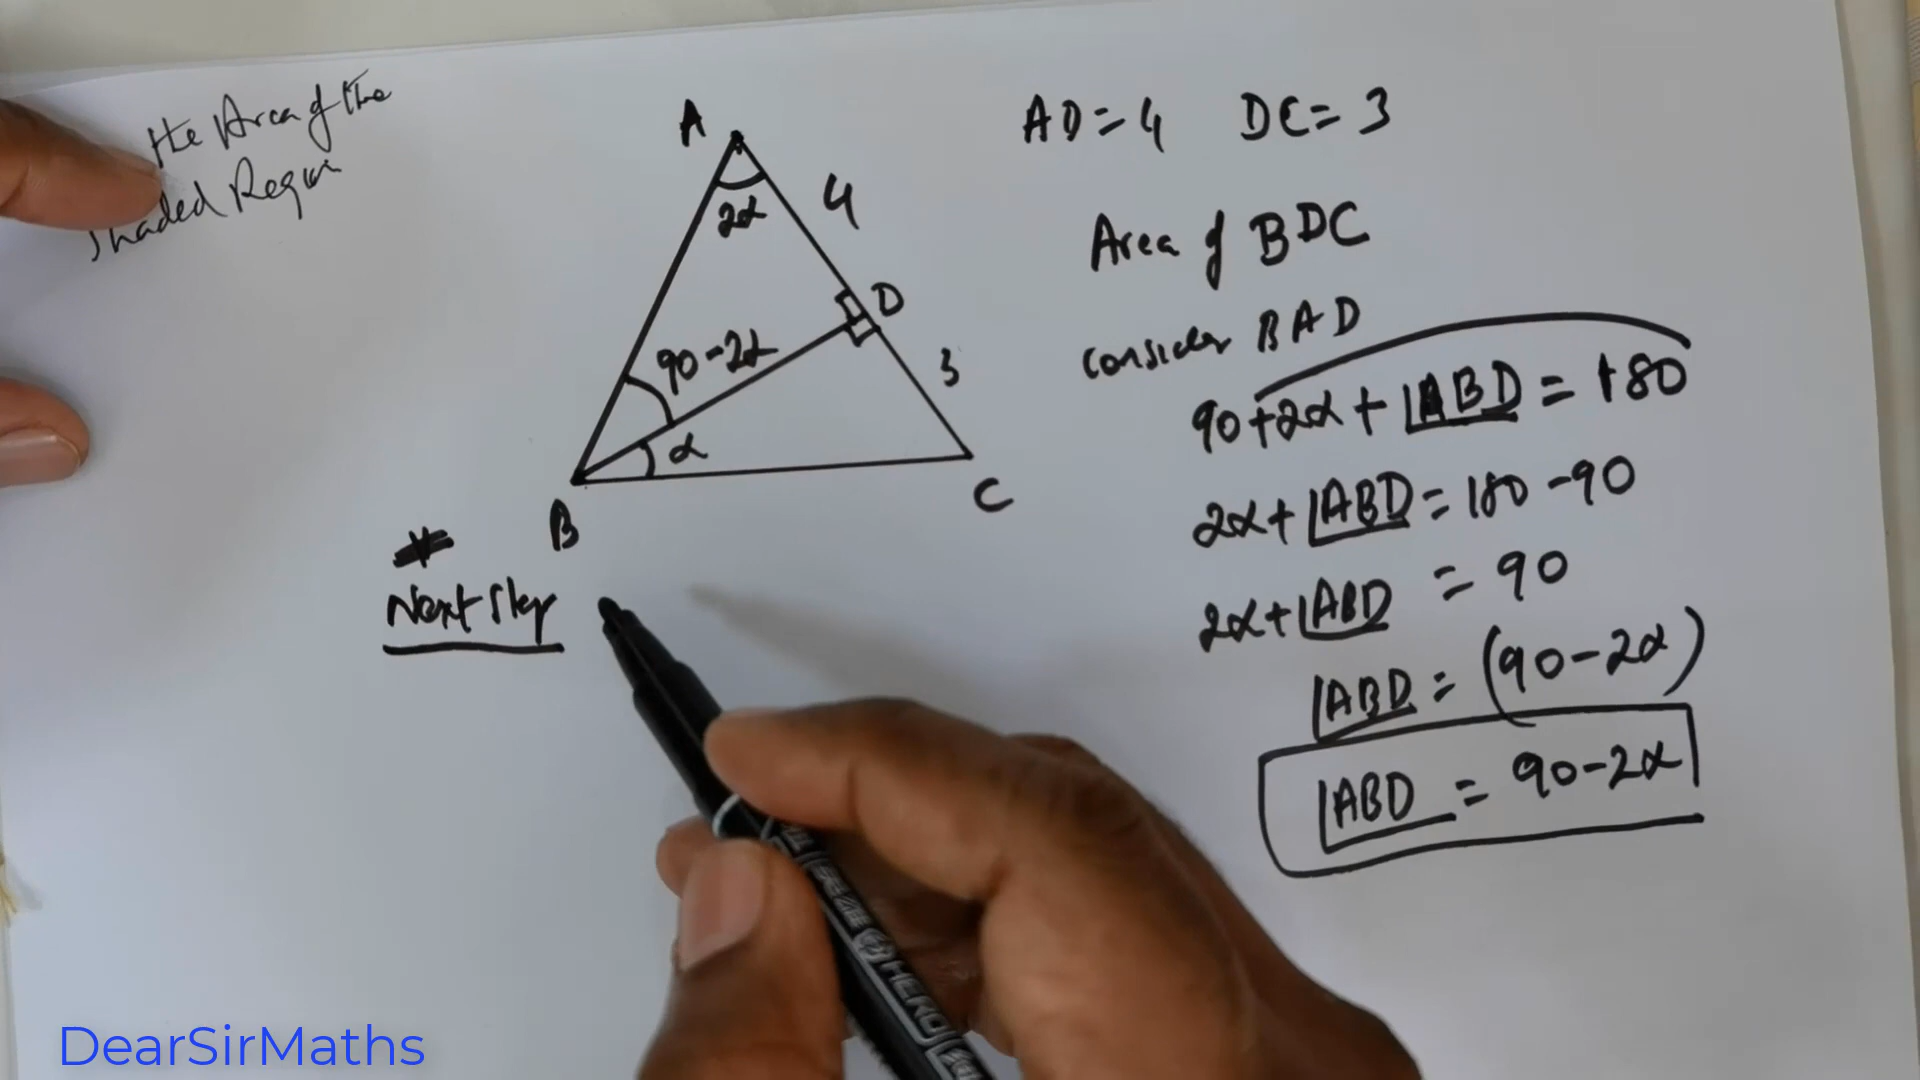 the Area of the
shaded Region
A
2α
4
D
90-2α
3
α
B
C
Next step
AD=4 DC=3
Area of BDC
consider BAD
90+2α+∠ABD=180
2α+∠ABD=180-90
2α+∠ABD=90
∠ABD=(90-2α)
∠ABD=90-2α
HERO
DearSirMaths